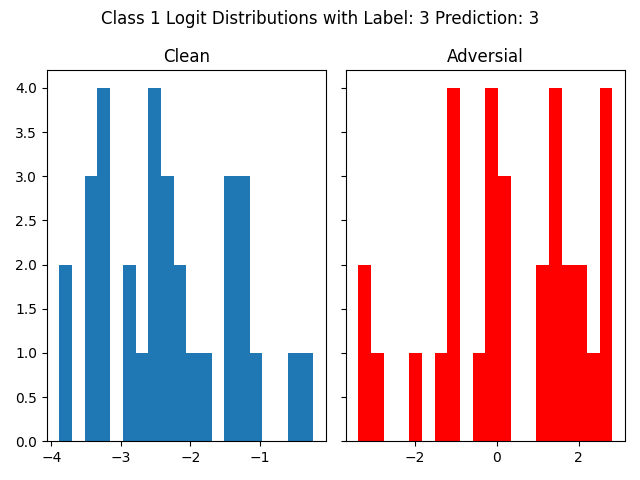 Class 1 Logit Distributions with Label: 3 Prediction: 3
Clean
Adversial
4.0
3.5
3.0
2.5
2.0
1.5
1.0
0.5
0.0
−4 −3 −2 −1
−2 0 2